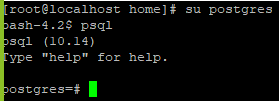 [root@localhost home]# su postgres
bash-4.2$ psql
psql (10.14)
Type "help" for help.
postgres=#